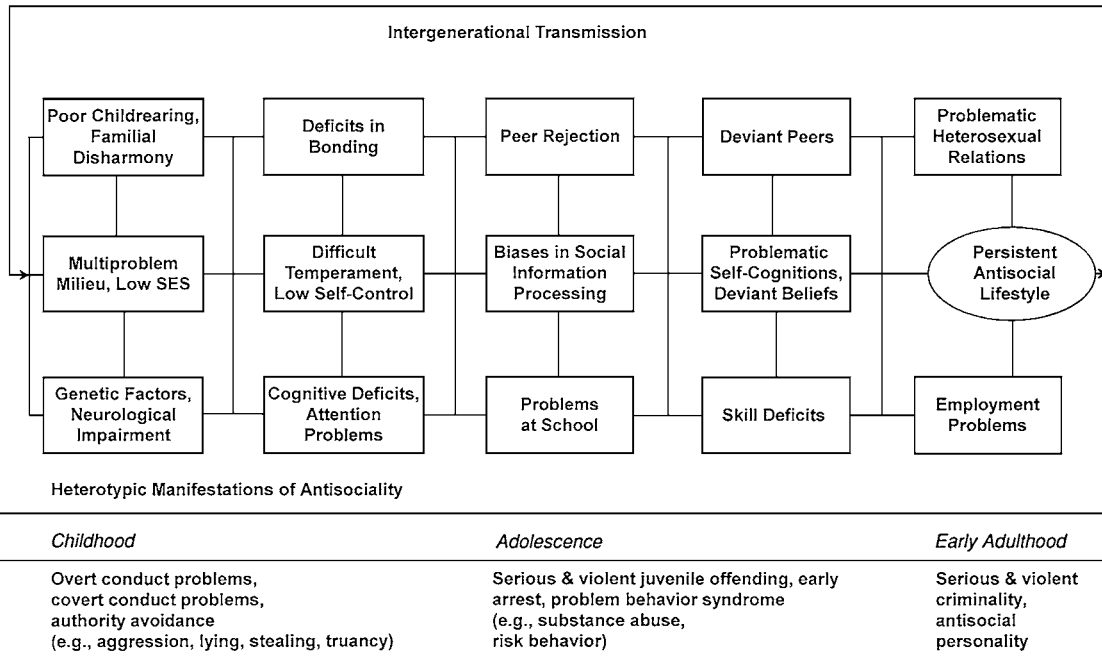 Intergenerational Transmission
Poor Childrearing,
Familial
Disharmony
Deficits in
Bonding
Peer Rejection
Deviant Peers
Problematic
Heterosexual
Relations
Multiproblem
Milieu, Low SES
Difficult
Temperament,
Low Self-Control
Biases in Social
Information
Processing
Problematic
Self-Cognitions,
Deviant Beliefs
Persistent
Antisocial
Lifestyle
Genetic Factors,
Neurological
Impairment
Cognitive Deficits,
Attention
Problems
Problems
at School
Skill Deficits
Employment
Problems
Heterotypic Manifestations of Antisociality
Childhood
Adolescence
Early Adulthood
Overt conduct problems,
covert conduct problems,
authority avoidance
(e.g., aggression, lying, stealing, truancy)
Serious & violent juvenile offending, early
arrest, problem behavior syndrome
(e.g., substance abuse,
risk behavior)
Serious & violent
criminality,
antisocial
personality